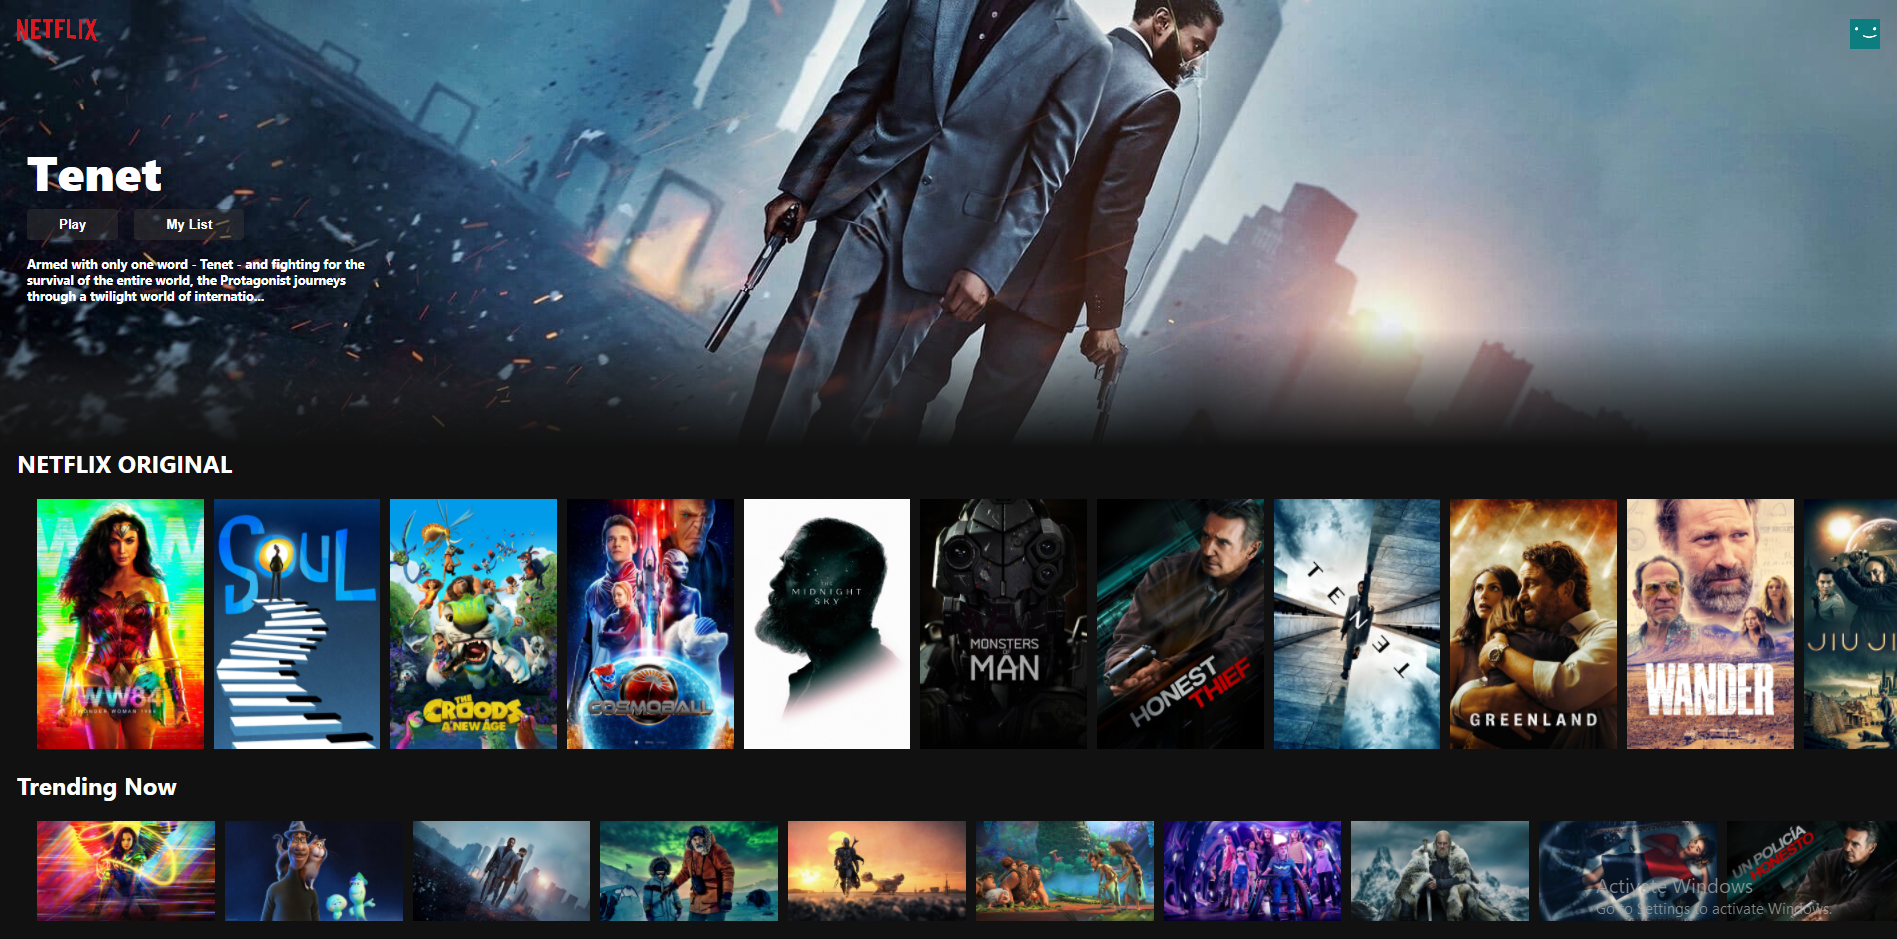 NETFLIX
Tenet
Play
My List
Armed with only one word - Tenet - and fighting for the
survival of the entire world, the Protagonist journeys
through a twilight world of internatio...
NETFLIX ORIGINAL
WW84
WONDER WOMAN 1984
SOUL
THE
CROODS
A NEW AGE
COSMOBALL
THE
MIDNIGHT
SKY
MONSTERS
OF
MAN
HONEST
THIEF
TENET
GREENLAND
WANDER
JIU JI
Trending Now
UN POLICÍA
HONESTO
Activate Windows
Go to Settings to activate Windows.